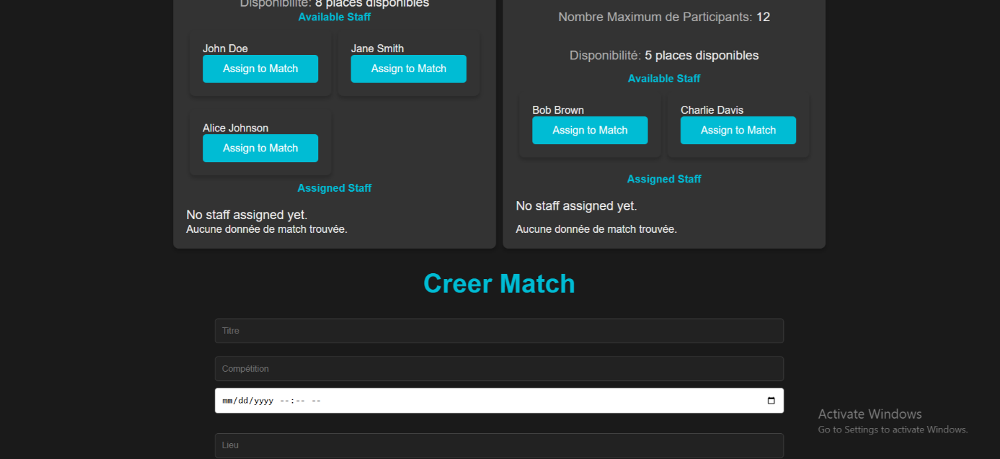 Disponibilité: 8 places disponibles
Available Staff
John Doe
Assign to Match
Jane Smith
Assign to Match
Alice Johnson
Assign to Match
Assigned Staff
No staff assigned yet.
Aucune donnée de match trouvée.
Nombre Maximum de Participants: 12
Disponibilité: 5 places disponibles
Available Staff
Bob Brown
Assign to Match
Charlie Davis
Assign to Match
Assigned Staff
No staff assigned yet.
Aucune donnée de match trouvée.
Creer Match
Titre
Compétition
mm/dd/yyyy --:-- --
Lieu
Activate Windows
Go to Settings to activate Windows.